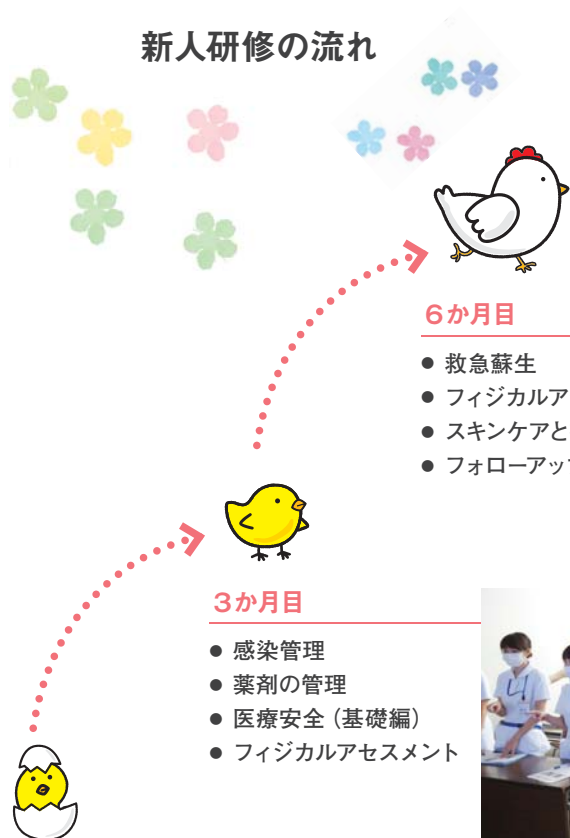 新人研修の流れ
6か月目
● 救急蘇生
● フィジカルア
● スキンケアと
● フォローアッ
3か月目
● 感染管理
● 薬剤の管理
● 医療安全（基礎編）
● フィジカルアセスメント